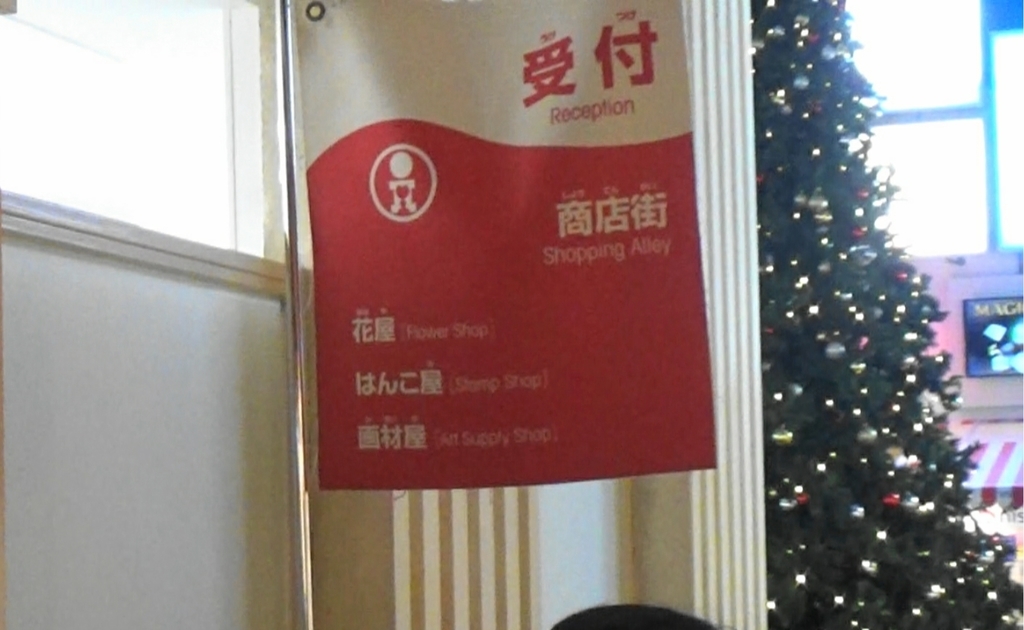 受付
Reception
商店街
Shopping Alley
花屋 [Flower Shop]
はんこ屋 [Stamp Shop]
画材屋 [Art Supply Shop]